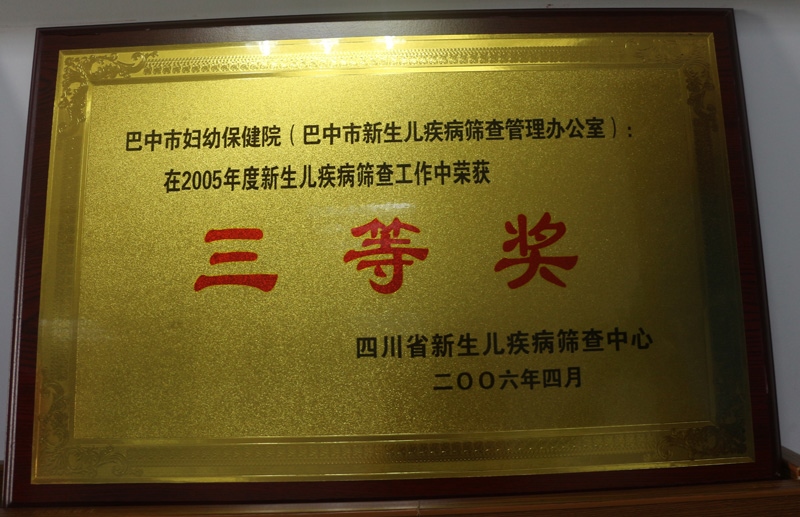 巴中市妇幼保健院（巴中市新生儿疾病筛查管理办公室）：
在2005年度新生儿疾病筛查工作中荣获
三等奖
四川省新生儿疾病筛查中心
二〇〇六年四月